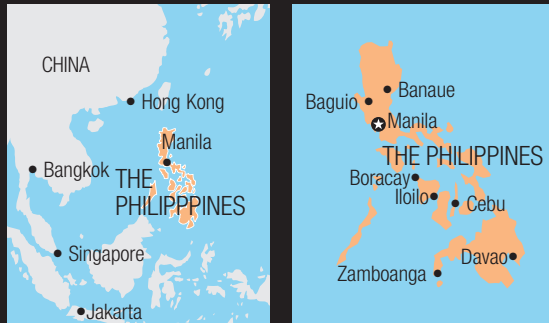 CHINA
Hong Kong
Manila
Bangkok
THE
PHILIPPPINES
Singapore
Jakarta
Banaue
Baguio
Manila
THE PHILIPPINES
Boracay
Iloilo
Cebu
Davao
Zamboanga